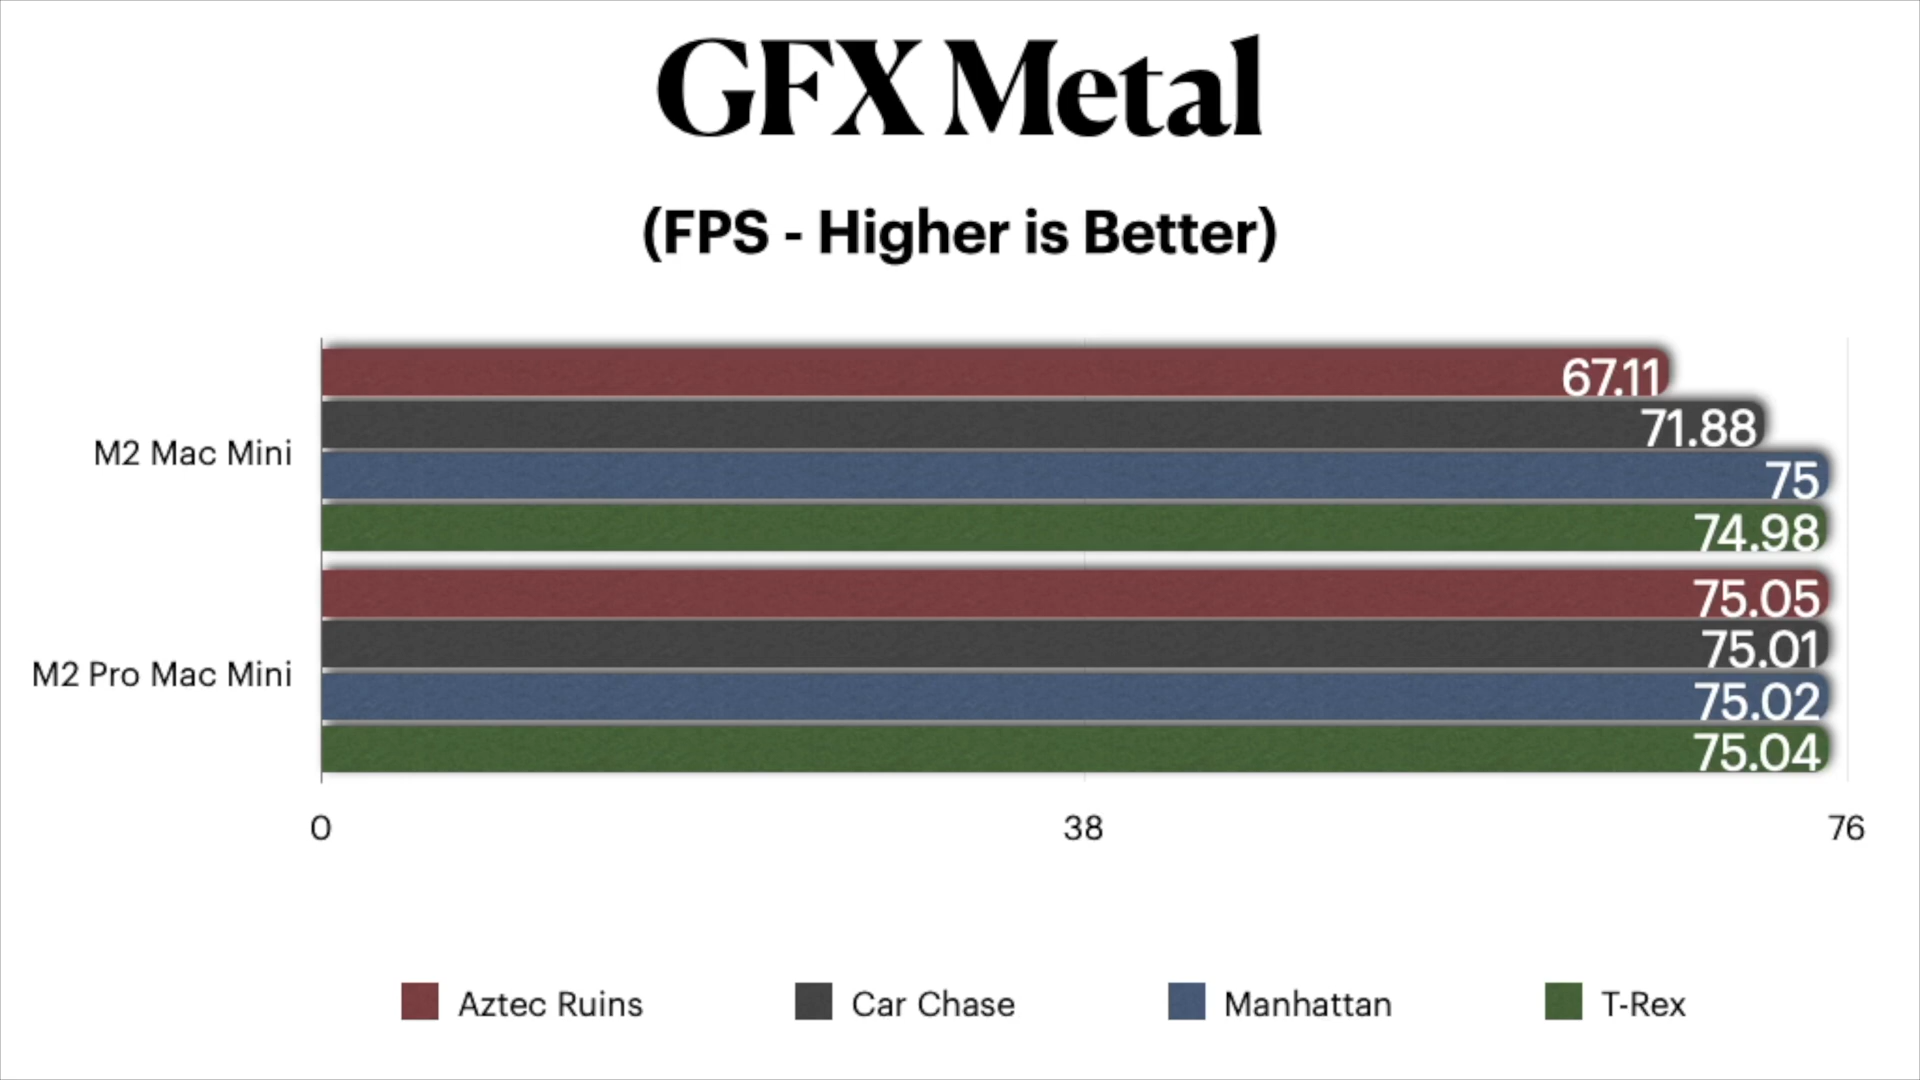 GFX Metal
(FPS - Higher is Better)
M2 Mac Mini
67.11
71.88
75
74.98
M2 Pro Mac Mini
75.05
75.01
75.02
75.04
0 38 76
Aztec Ruins Car Chase Manhattan T-Rex